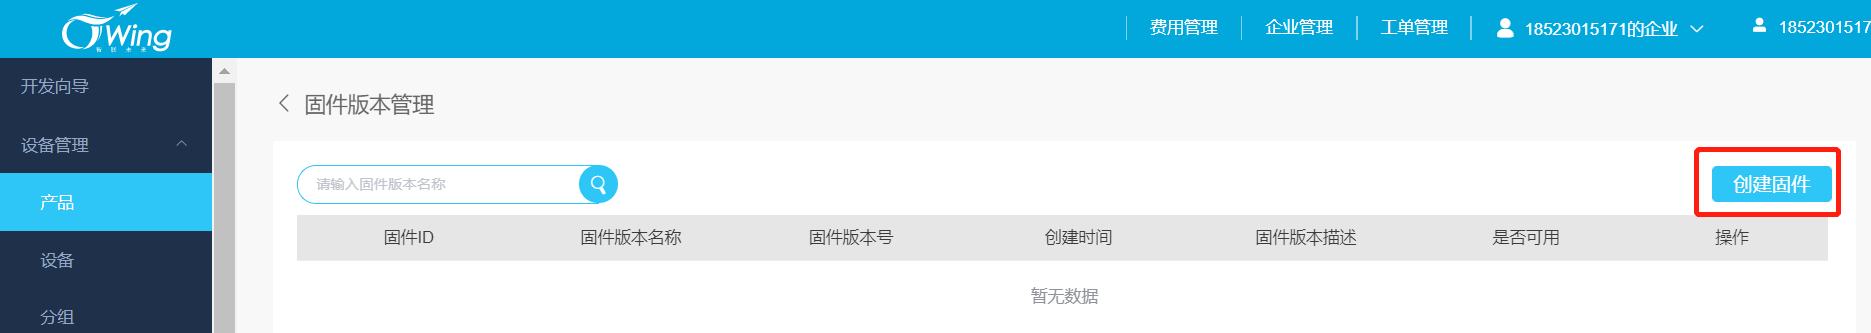 Wing
智联未来
费用管理 企业管理 工单管理 18523015171的企业 1852301517
开发向导
设备管理
产品
设备
分组
固件版本管理
请输入固件版本名称
创建固件
固件ID 固件版本名称 固件版本号 创建时间 固件版本描述 是否可用 操作
暂无数据